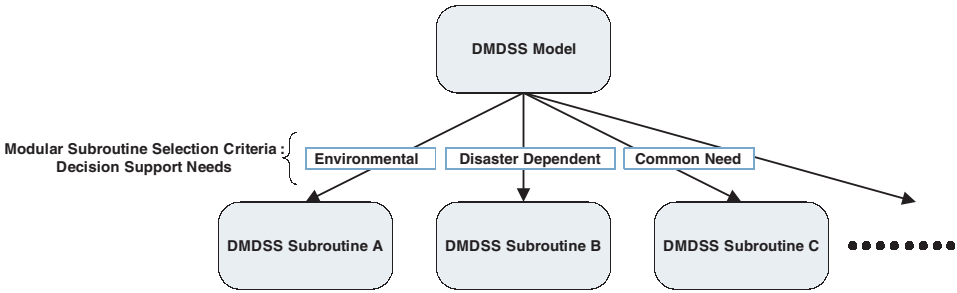 DMDSS Model
Modular Subroutine Selection Criteria :
Decision Support Needs
Environmental
Disaster Dependent
Common Need
DMDSS Subroutine A
DMDSS Subroutine B
DMDSS Subroutine C